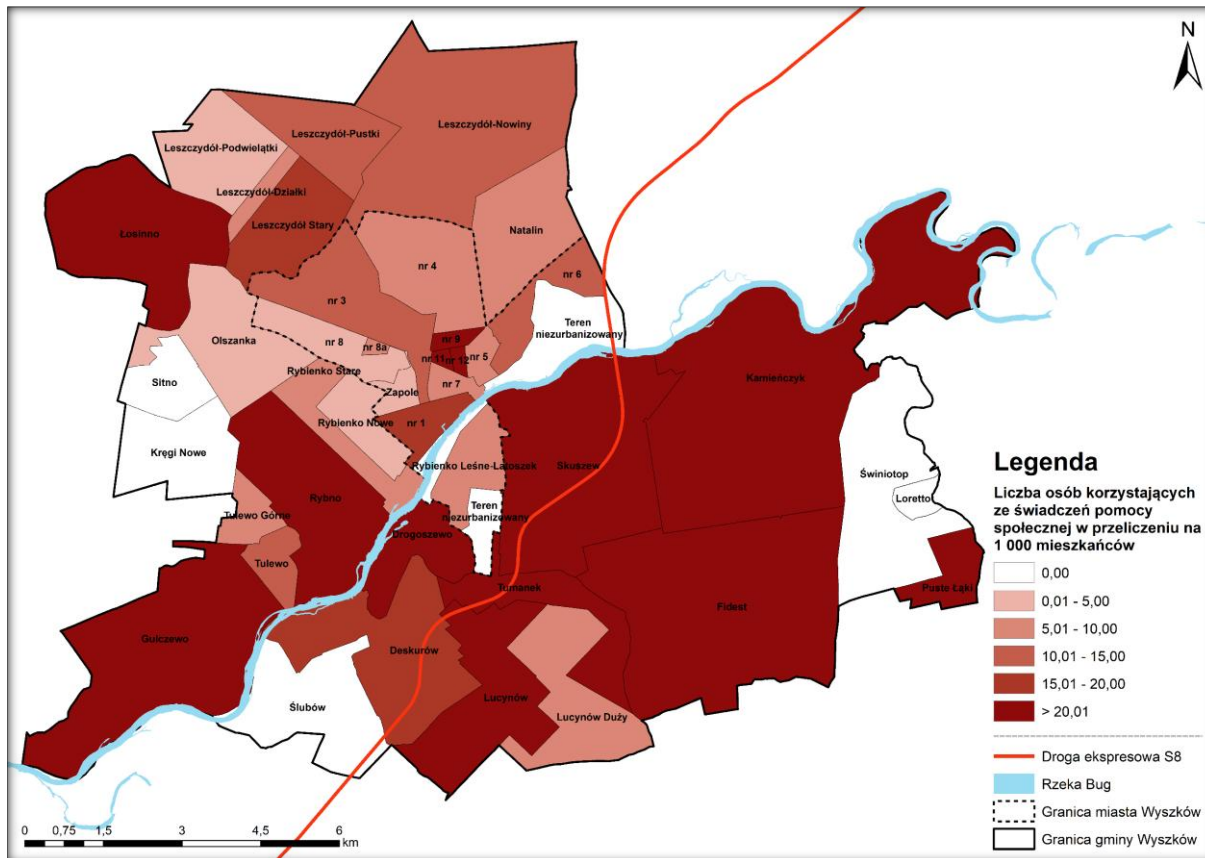 N
Leszczydół-Nowiny
Leszczydół-Pustki
Leszczydół-Podwielątki
Leszczydół-Działki
Leszczydół Stary
Łosinno
Natalin
nr 4
nr 6
nr 3
Teren
niezurbanizowany
nr 9
nr 8
nr 8a
nr 11
nr 12
nr 5
Olszanka
Rybienko Stare
Sitno
Zapole
nr 7
Kamieńczyk
Rybienko Nowe
nr 1
Kręgi Nowe
Rybienko Leśne-Latoszek
Skuszew
Świniotop
Loretto
Rybno
Tulewo Górne
Teren
niezurbanizowany
Drogoszewo
Tulewo
Tumanek
Puste Łąki
Fidest
Gulczewo
Deskurów
Ślubów
Lucynów
Lucynów Duży
Legenda
Liczba osób korzystających
ze świadczeń pomocy
społecznej w przeliczeniu na
1 000 mieszkańców
0,00
0,01 - 5,00
5,01 - 10,00
10,01 - 15,00
15,01 - 20,00
> 20,01
Droga ekspresowa S8
Rzeka Bug
Granica miasta Wyszków
Granica gminy Wyszków
0 0,75 1,5 3 4,5 6
km